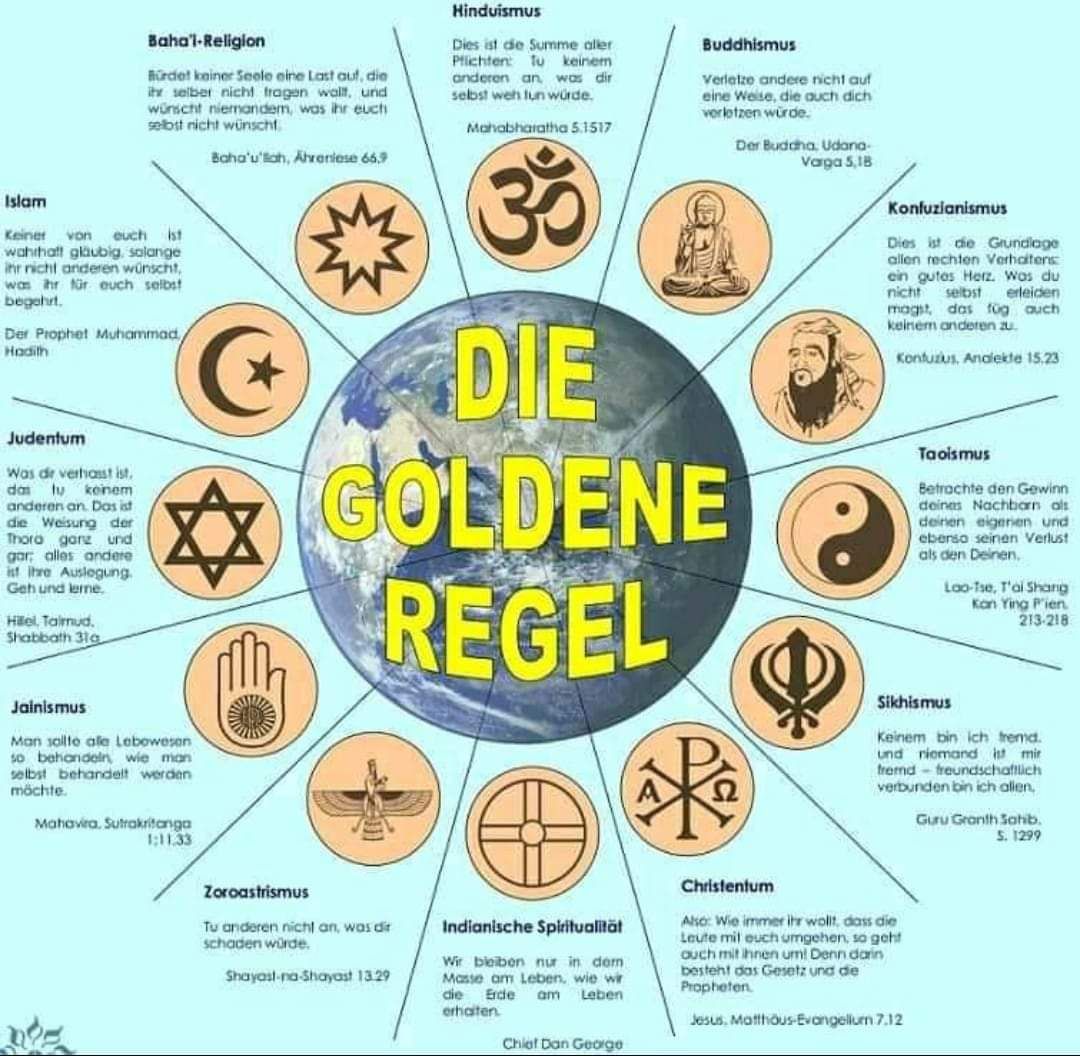 Hinduismus
Dies ist die Summe aller
Pflichten: Tu keinem
anderen an, was dir
selbst weh tun würde.
Mahabharatha 5.1517
Buddhismus
Verletze andere nicht auf
eine Weise, die auch dich
verletzen würde.
Der Buddha, Udana-
Varga 5,18
Konfuzianismus
Dies ist die Grundlage
allen rechten Verhaltens:
ein gutes Herz. Was du
nicht selbst erleiden
magst, das füg auch
keinem anderen zu.
Konfuzius, Analekte 15,23
Taoismus
Betrachte den Gewinn
deines Nachbarn als
deinen eigenen und
ebenso seinen Verlust
als den Deinen.
Lao-Tse, T'ai Shang
Kan Ying P'ien,
213-218
Sikhismus
Keinem bin ich fremd,
und niemand ist mir
fremd – freundschaftlich
verbunden bin ich allen.
Guru Granth Sahib,
S. 1299
Christentum
Also: Wie immer ihr wollt, dass die
Leute mit euch umgehen, so geht
auch mit ihnen um! Denn darin
besteht das Gesetz und die
Propheten.
Jesus, Matthäus-Evangelium 7,12
Indianische Spiritualität
Wir bleiben nur in dem
Masse am Leben, wie wir
die Erde am Leben
erhalten.
Chief Dan George
Zoroastrismus
Tu anderen nicht an, was dir
schaden würde.
Shayast-na-Shayast 13.29
Jainismus
Man sollte alle Lebewesen
so behandeln, wie man
selbst behandelt werden
möchte.
Mahavira, Sutrakritanga
1:11.33
Judentum
Was dir verhasst ist,
das tu keinem
anderen an. Das ist
die Weisung der
Thora ganz und
gar; alles andere
ist ihre Auslegung.
Geh und lerne.
Hillel, Talmud,
Shabbath 31a
Islam
Keiner von euch ist
wahrhaft gläubig, solange
ihr nicht anderen wünscht,
was ihr für euch selbst
begehrt.
Der Prophet Muhammad,
Hadith
Baha'i-Religion
Bürdet keiner Seele eine Last auf, die
ihr selber nicht tragen wollt, und
wünscht niemandem, was ihr euch
selbst nicht wünscht.
Baha'u'llah, Ährenlese 66,9
DIE
GOLDENE
REGEL
Α Ω